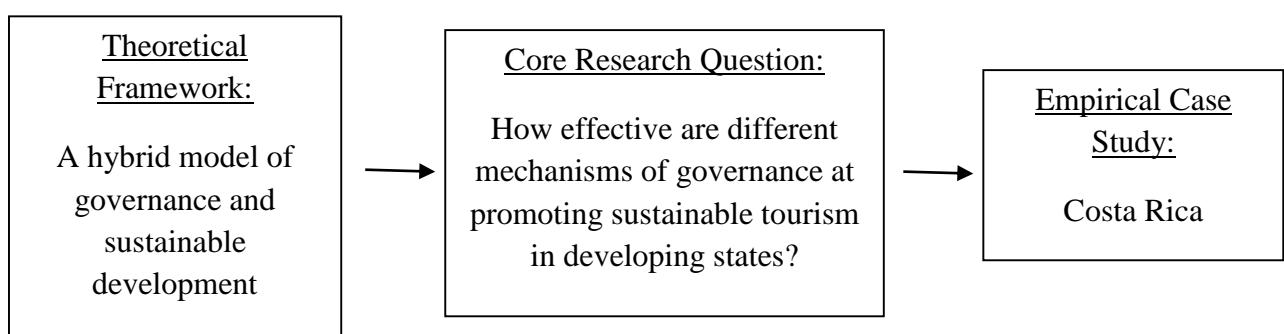 Theoretical
Framework:
A hybrid model of
governance and
sustainable
development
Core Research Question:
How effective are different
mechanisms of governance at
promoting sustainable tourism
in developing states?
Empirical Case
Study:
Costa Rica